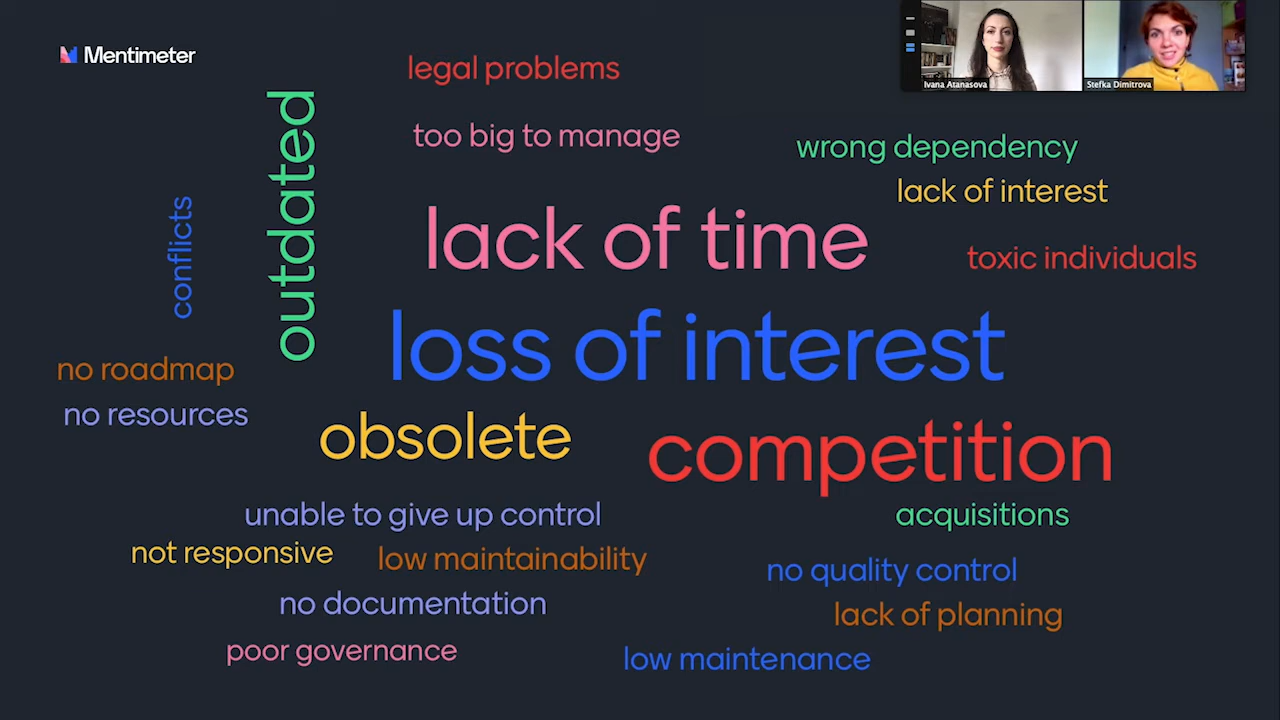 Mentimeter
Ivana Atanasova
Stefka Dimitrova
legal problems
too big to manage
outdated
wrong dependency
lack of interest
conflicts
lack of time
toxic individuals
loss of interest
no roadmap
no resources
obsolete
competition
unable to give up control
acquisitions
not responsive
low maintainability
no quality control
no documentation
lack of planning
poor governance
low maintenance